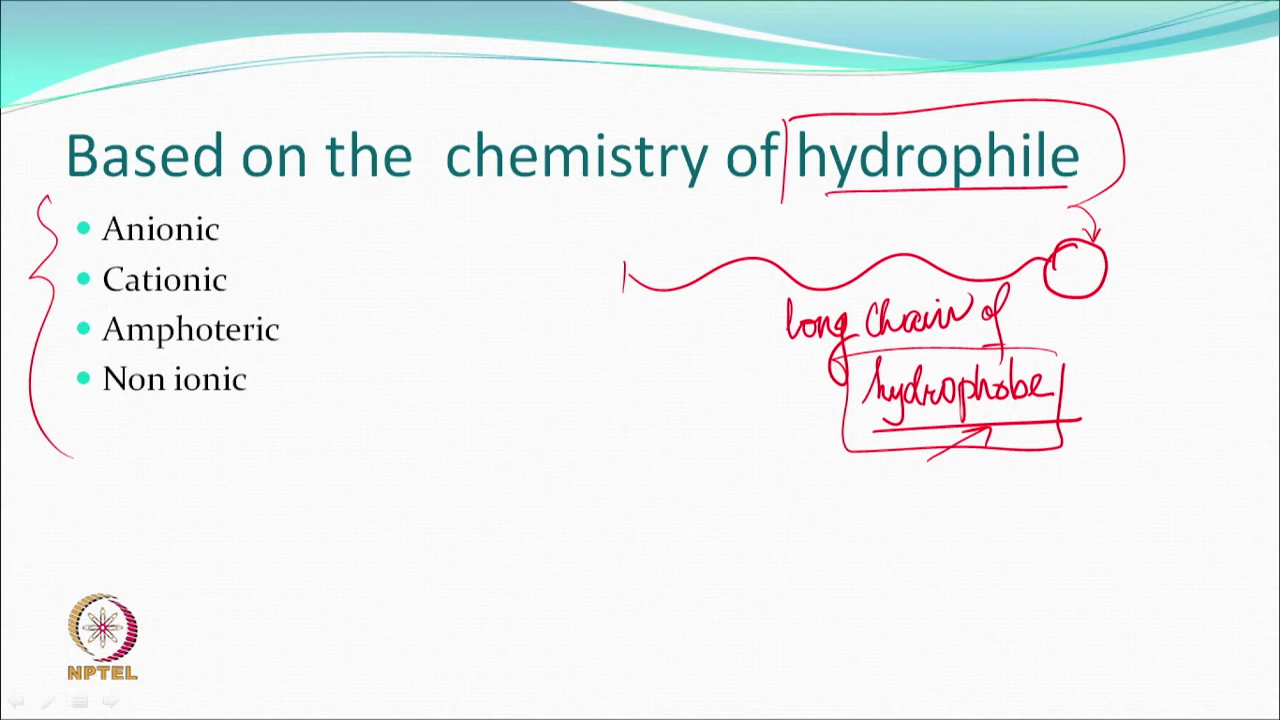 Based on the chemistry of hydrophile
Anionic
Cationic
Amphoteric
Non ionic
long chain of
hydrophobe
NPTEL